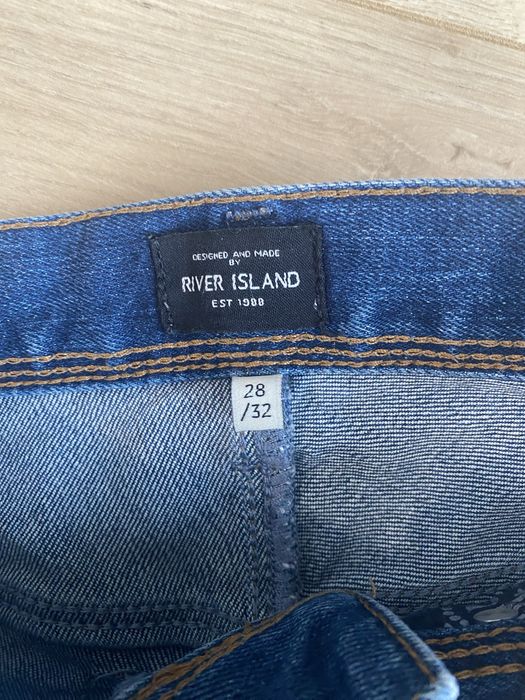 DESIGNED AND MADE
BY
RIVER ISLAND
EST 1988
28
/32